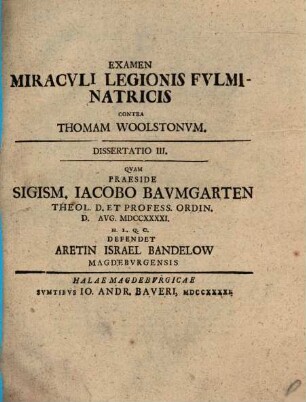 EXAMEN
MIRACVLI LEGIONIS FVLMI-
NATRICIS
CONTRA
THOMAM WOOLSTONVM.
DISSERTATIO III.
QVAM
PRAESIDE
SIGISM. IACOBO BAVMGARTEN
THEOL. D. ET PROFESS. ORDIN.
D. AVG. MDCCXXXXI.
H. L. Q. C.
DEFENDET
ARETIN ISRAEL BANDELOW
MAGDEBVRGENSIS
HALAE MAGDEBVRGICAE
SVMTIBVS IO. ANDR. BAVERI, MDCCXXXXI.